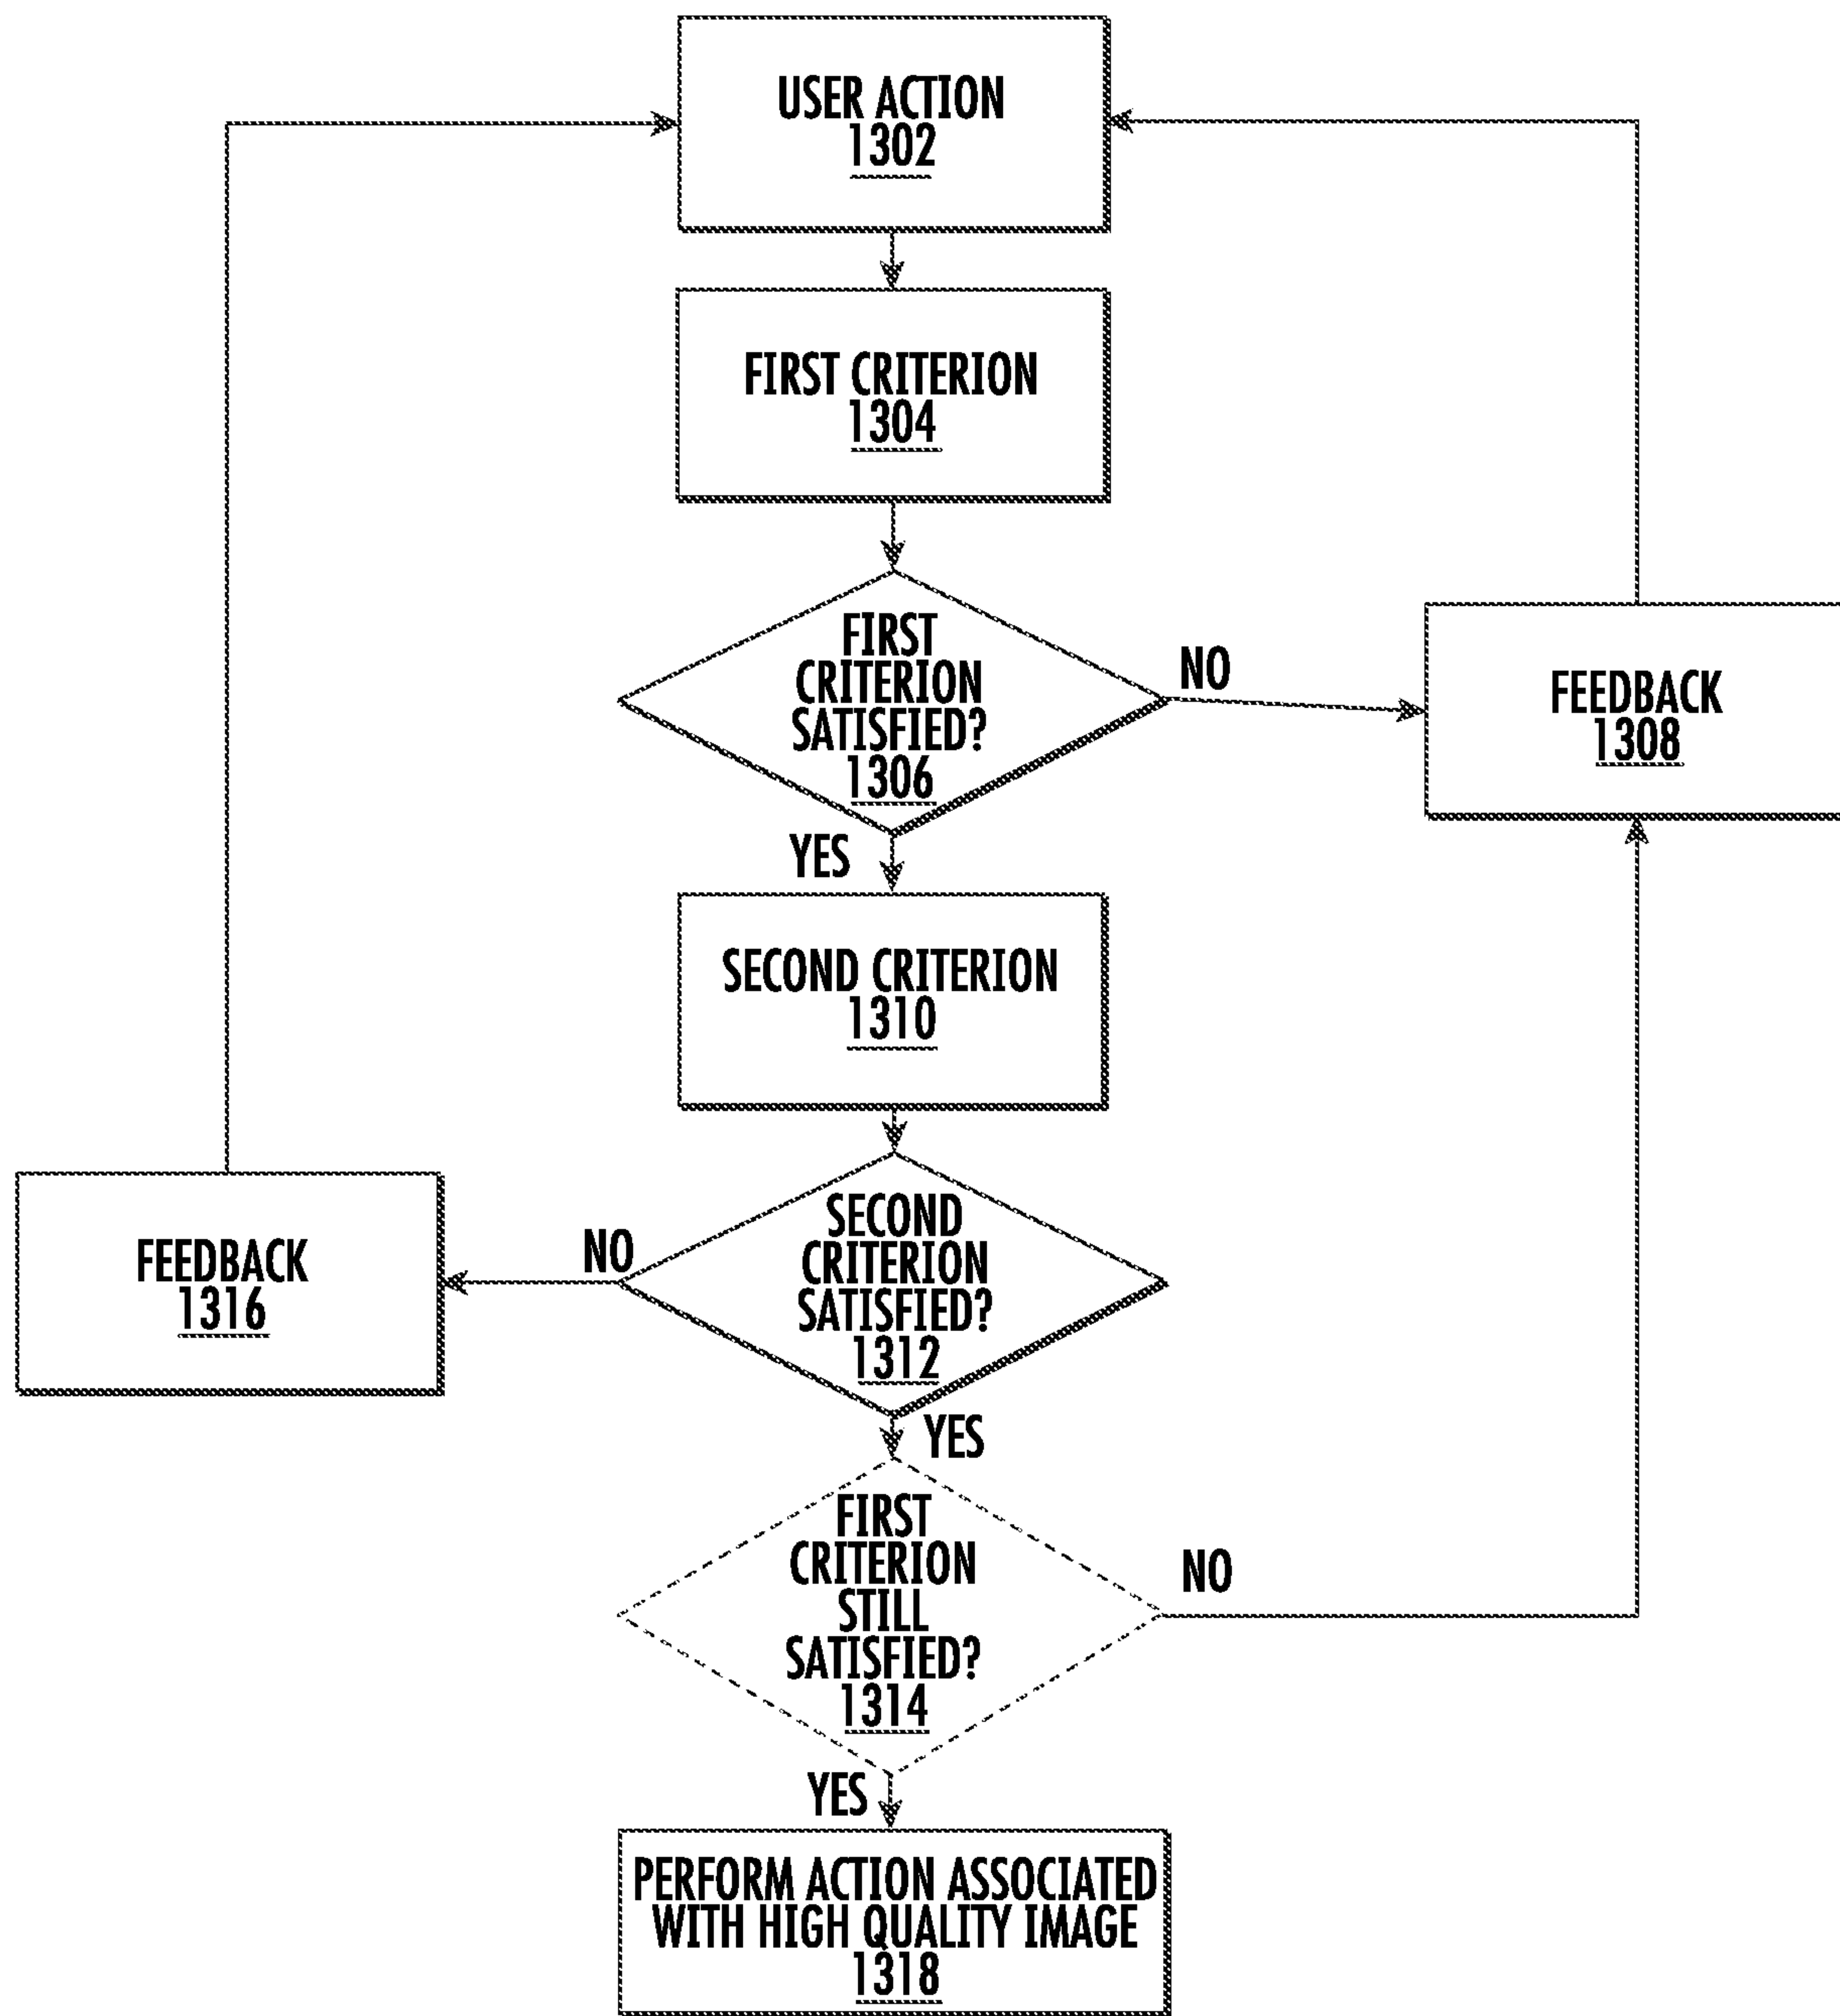 USER ACTION
1302
FIRST CRITERION
1304
FIRST
CRITERION
SATISFIED?
1306
NO
FEEDBACK
1308
YES
SECOND CRITERION
1310
SECOND
CRITERION
SATISFIED?
1312
NO
FEEDBACK
1316
YES
FIRST
CRITERION
STILL
SATISFIED?
1314
NO
YES
PERFORM ACTION ASSOCIATED
WITH HIGH QUALITY IMAGE
1318